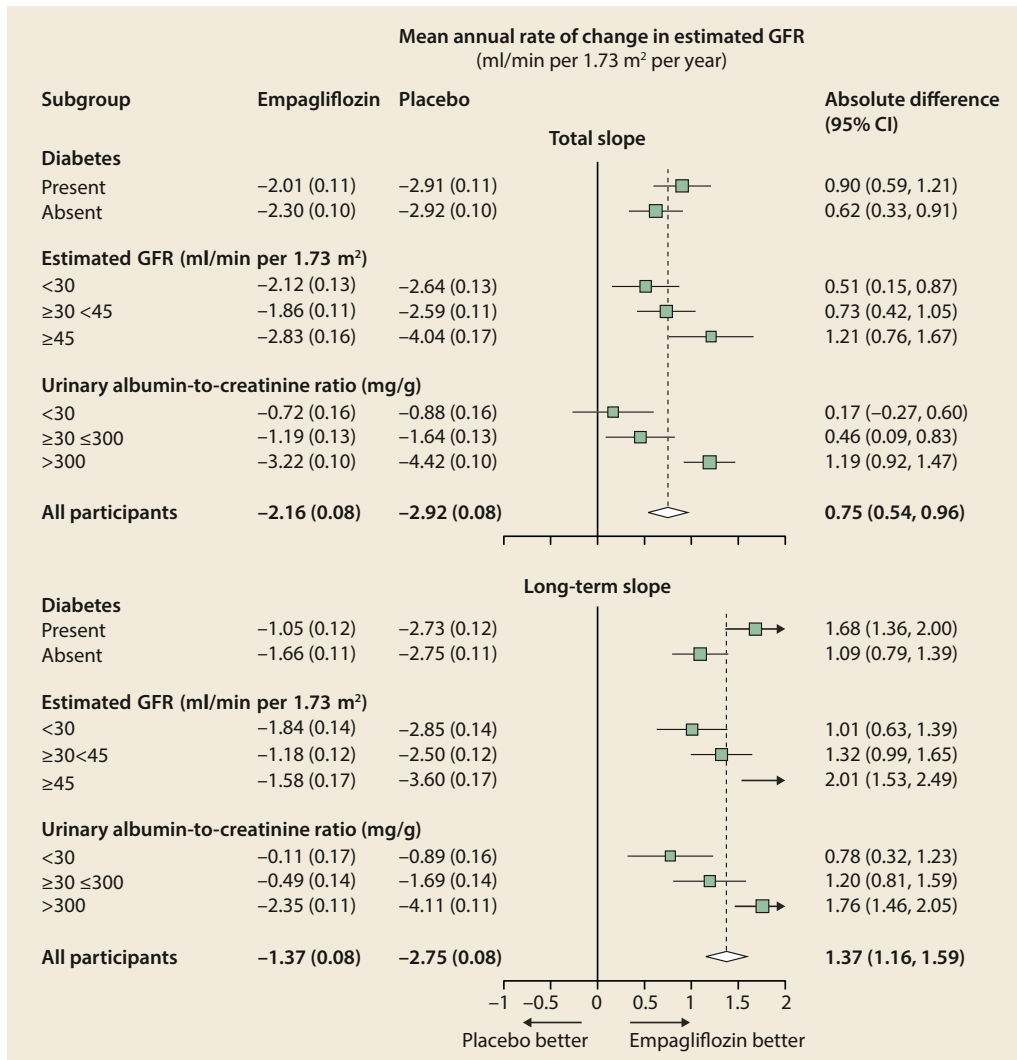 Mean annual rate of change in estimated GFR
(ml/min per 1.73 m² per year)
Subgroup Empagliflozin Placebo Absolute difference
(95% CI)
Total slope
Diabetes
Present −2.01 (0.11) −2.91 (0.11) 0.90 (0.59, 1.21)
Absent −2.30 (0.10) −2.92 (0.10) 0.62 (0.33, 0.91)
Estimated GFR (ml/min per 1.73 m²)
<30 −2.12 (0.13) −2.64 (0.13) 0.51 (0.15, 0.87)
≥30 <45 −1.86 (0.11) −2.59 (0.11) 0.73 (0.42, 1.05)
≥45 −2.83 (0.16) −4.04 (0.17) 1.21 (0.76, 1.67)
Urinary albumin-to-creatinine ratio (mg/g)
<30 −0.72 (0.16) −0.88 (0.16) 0.17 (−0.27, 0.60)
≥30 ≤300 −1.19 (0.13) −1.64 (0.13) 0.46 (0.09, 0.83)
>300 −3.22 (0.10) −4.42 (0.10) 1.19 (0.92, 1.47)
All participants −2.16 (0.08) −2.92 (0.08) 0.75 (0.54, 0.96)
Long-term slope
Diabetes
Present −1.05 (0.12) −2.73 (0.12) 1.68 (1.36, 2.00)
Absent −1.66 (0.11) −2.75 (0.11) 1.09 (0.79, 1.39)
Estimated GFR (ml/min per 1.73 m²)
<30 −1.84 (0.14) −2.85 (0.14) 1.01 (0.63, 1.39)
≥30<45 −1.18 (0.12) −2.50 (0.12) 1.32 (0.99, 1.65)
≥45 −1.58 (0.17) −3.60 (0.17) 2.01 (1.53, 2.49)
Urinary albumin-to-creatinine ratio (mg/g)
<30 −0.11 (0.17) −0.89 (0.16) 0.78 (0.32, 1.23)
≥30 ≤300 −0.49 (0.14) −1.69 (0.14) 1.20 (0.81, 1.59)
>300 −2.35 (0.11) −4.11 (0.11) 1.76 (1.46, 2.05)
All participants −1.37 (0.08) −2.75 (0.08) 1.37 (1.16, 1.59)
−1 −0.5 0 0.5 1 1.5 2
Placebo better Empagliflozin better